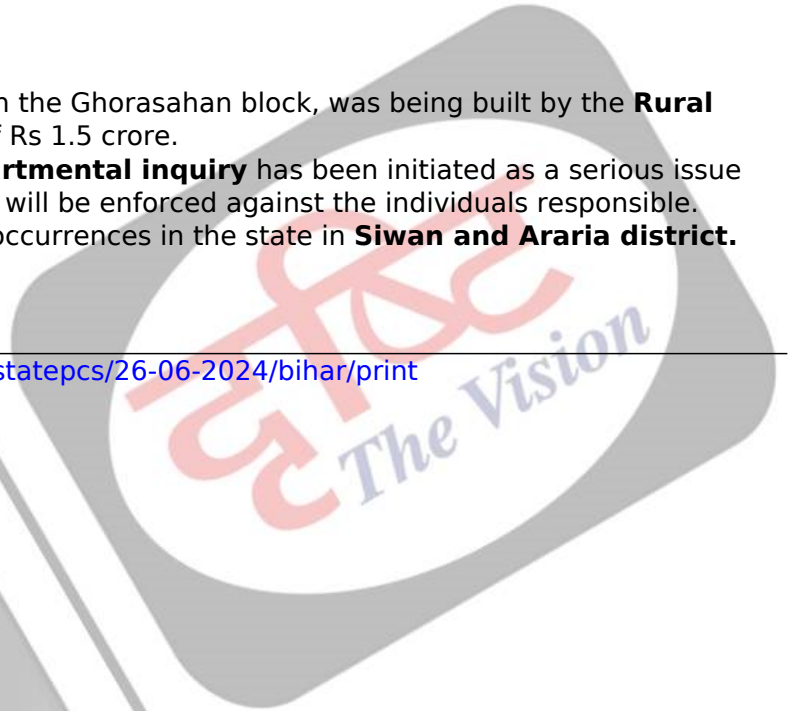 n the Ghorasahan block, was being built by the Rural
f Rs 1.5 crore.
rtmental inquiry has been initiated as a serious issue
will be enforced against the individuals responsible.
occurrences in the state in Siwan and Araria district.
statepcs/26-06-2024/bihar/print
दृष्टि
The Vision